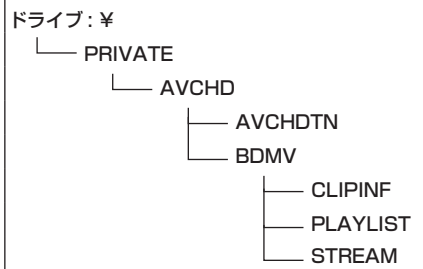 ドライブ：¥
PRIVATE
AVCHD
AVCHDTN
BDMV
CLIPINF
PLAYLIST
STREAM